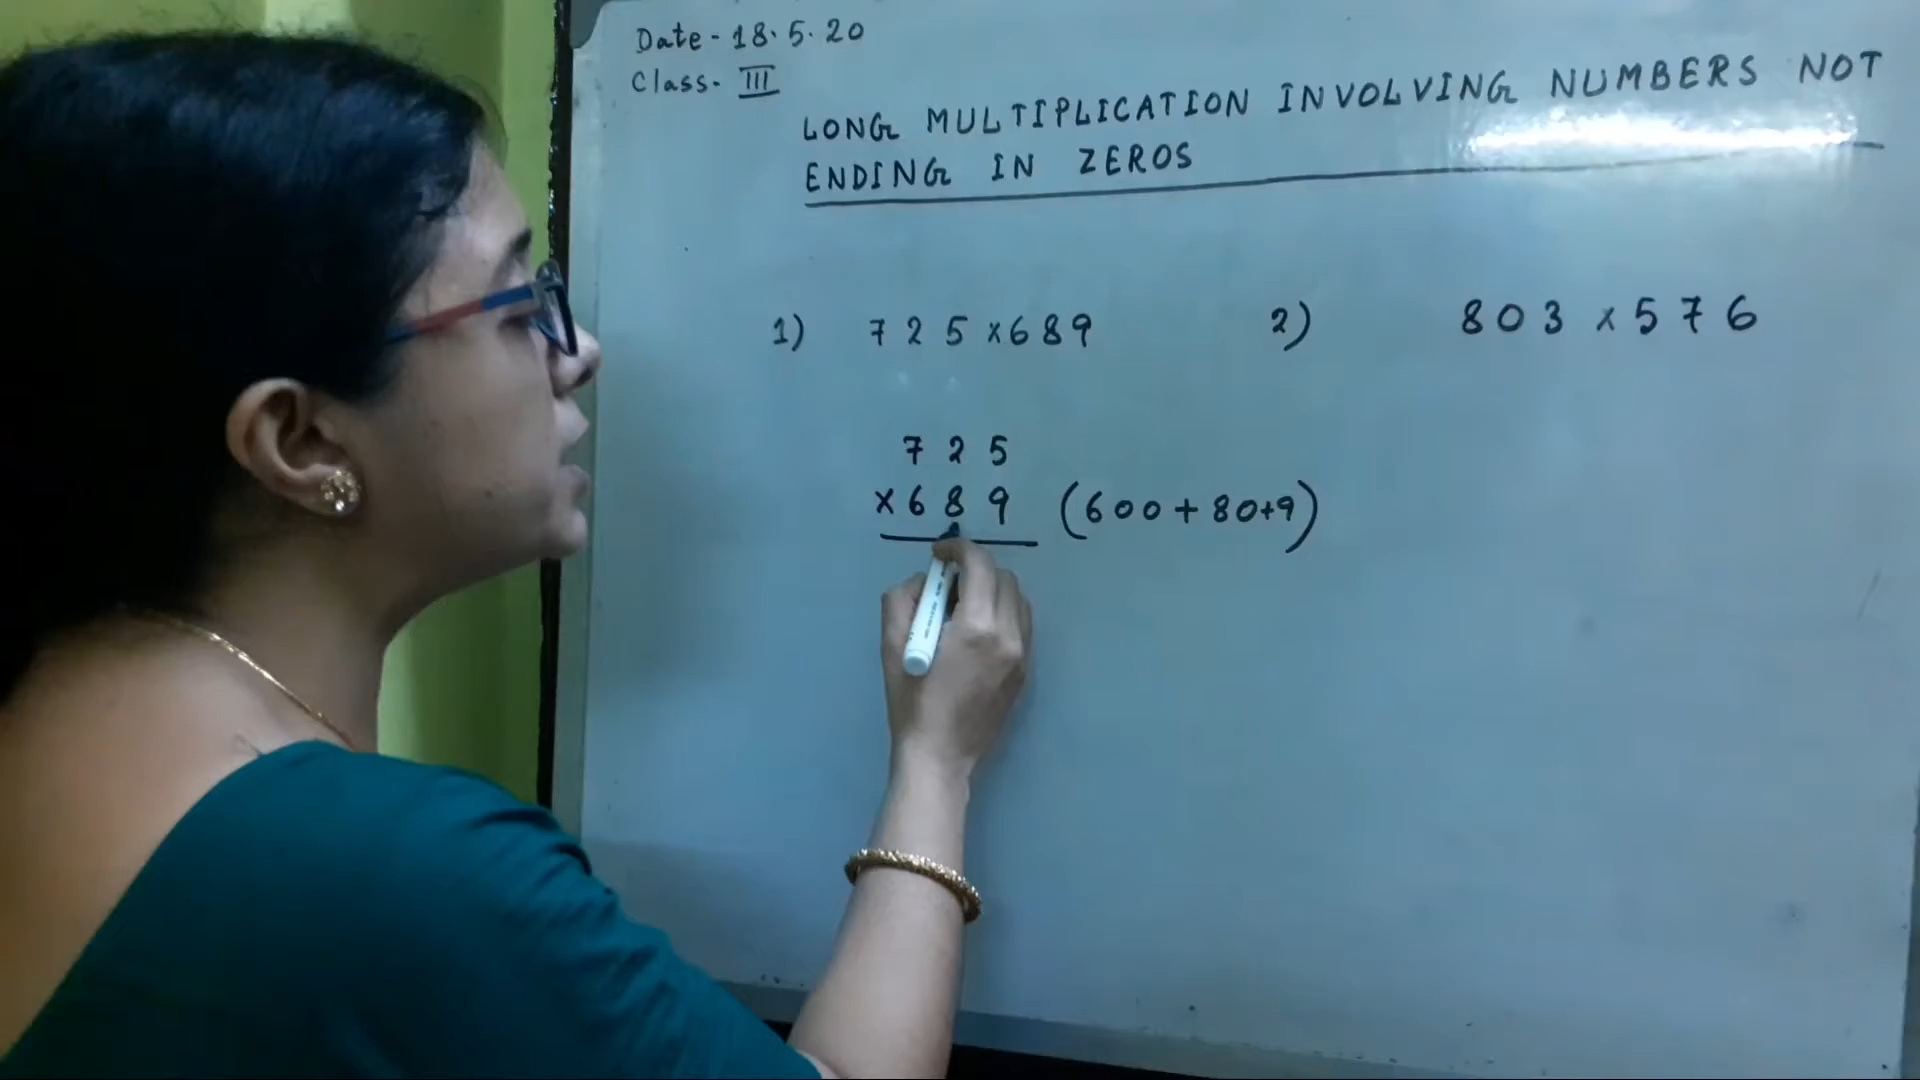 Date - 18.5.20
Class- III
LONG MULTIPLICATION INVOLVING NUMBERS NOT
ENDING IN ZEROS
1) 725 x 689
2) 803 x 576
725
x 689 (600 + 80+9)